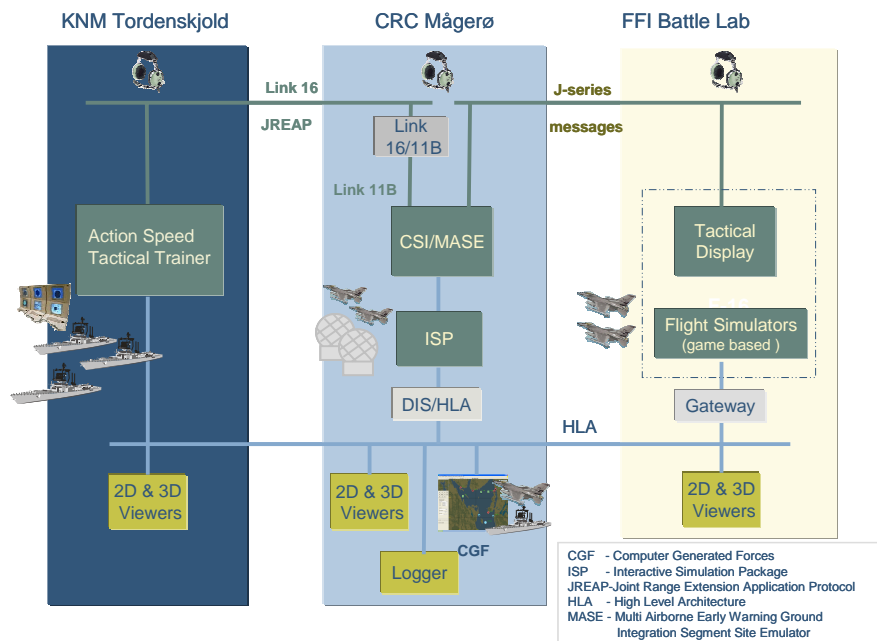 KNM Tordenskjold
CRC Mågerø
FFI Battle Lab
Link 16
J-series
JREAP
messages
Link
16/11B
Link 11B
Action Speed
Tactical Trainer
CSI/MASE
Tactical
Display
F-16
ISP
Flight Simulators
(game based )
DIS/HLA
Gateway
HLA
2D & 3D
Viewers
2D & 3D
Viewers
2D & 3D
Viewers
CGF
Logger
CGF - Computer Generated Forces
ISP - Interactive Simulation Package
JREAP-Joint Range Extension Application Protocol
HLA - High Level Architecture
MASE - Multi Airborne Early Warning Ground
Integration Segment Site Emulator